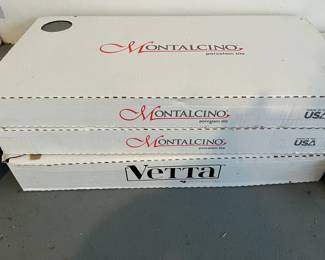 MONTALCINO
porcelain tile
MONTALCINO
porcelain tile
USA
MONTALCINO
porcelain tile
USA
VETTA